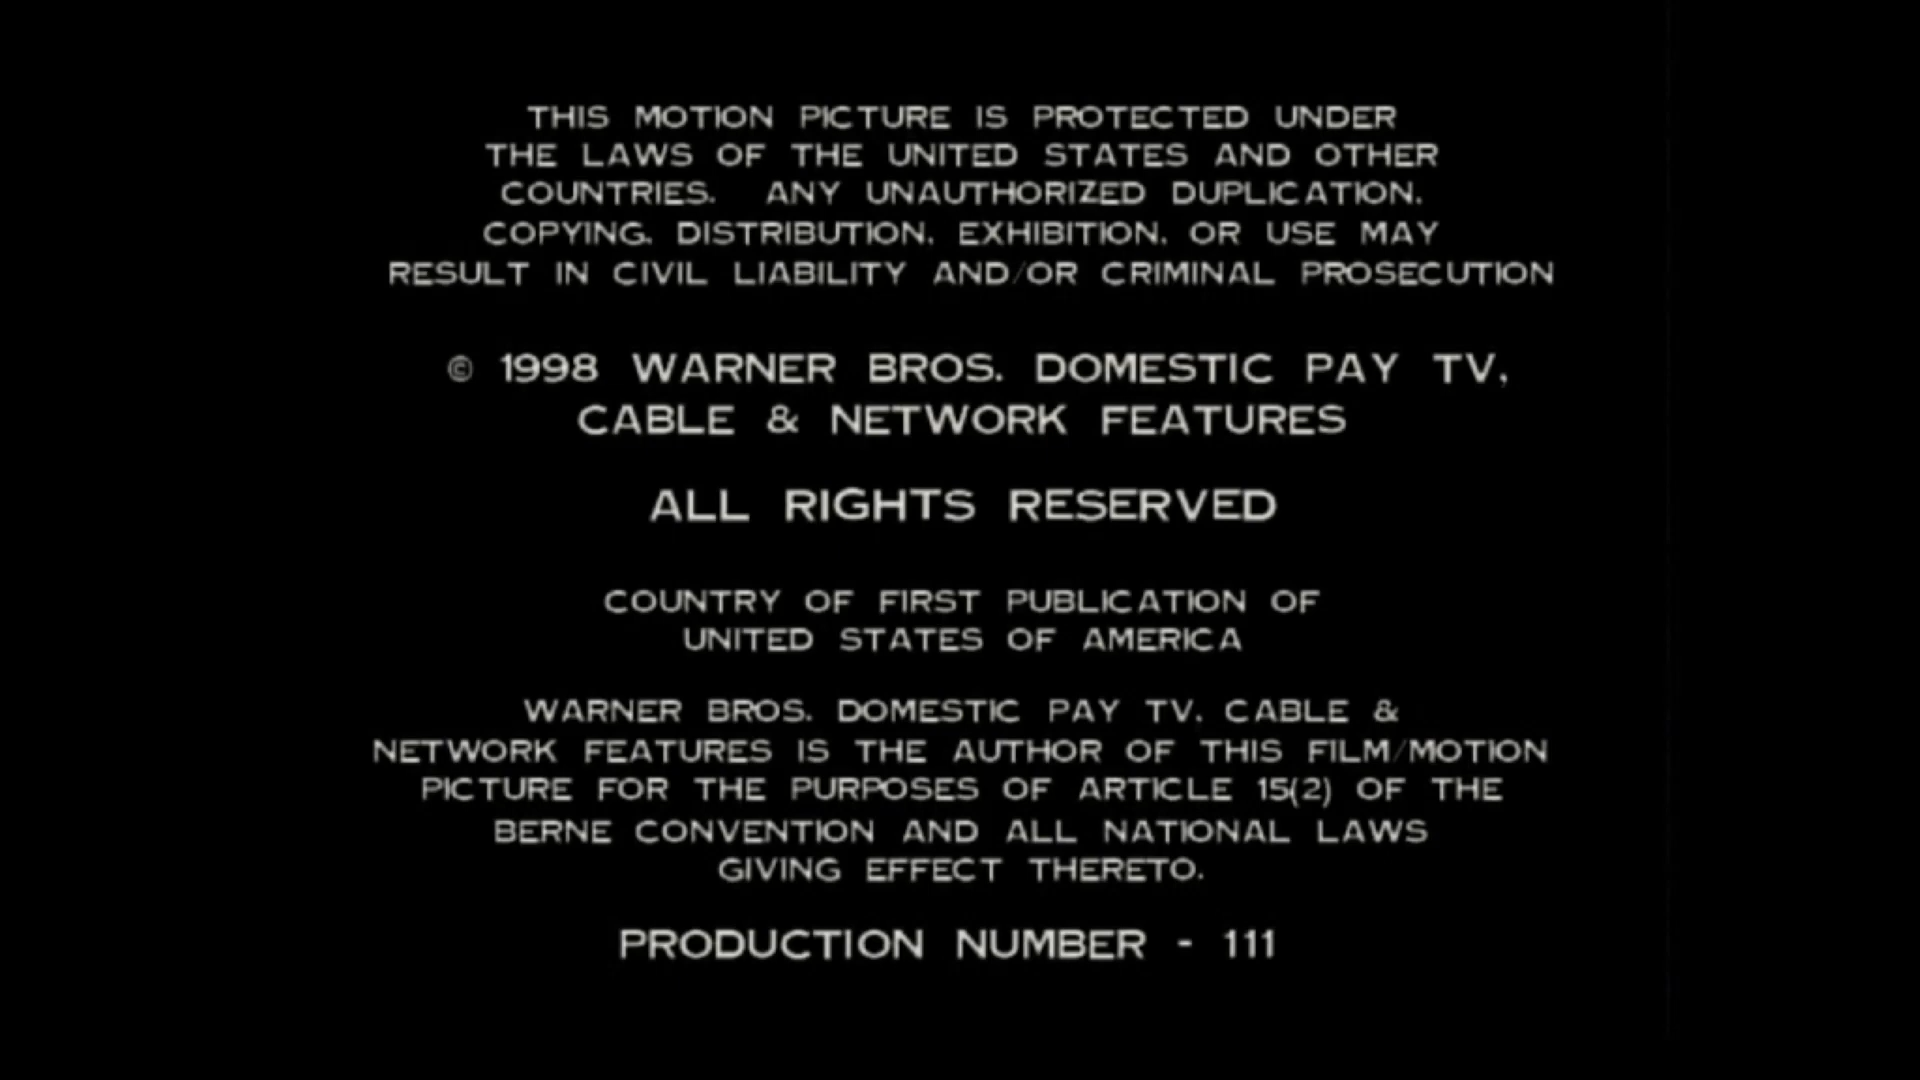 THIS MOTION PICTURE IS PROTECTED UNDER
THE LAWS OF THE UNITED STATES AND OTHER
COUNTRIES. ANY UNAUTHORIZED DUPLICATION,
COPYING, DISTRIBUTION, EXHIBITION, OR USE MAY
RESULT IN CIVIL LIABILITY AND/OR CRIMINAL PROSECUTION
© 1998 WARNER BROS. DOMESTIC PAY TV,
CABLE & NETWORK FEATURES
ALL RIGHTS RESERVED
COUNTRY OF FIRST PUBLICATION OF
UNITED STATES OF AMERICA
WARNER BROS. DOMESTIC PAY TV, CABLE &
NETWORK FEATURES IS THE AUTHOR OF THIS FILM/MOTION
PICTURE FOR THE PURPOSES OF ARTICLE 15(2) OF THE
BERNE CONVENTION AND ALL NATIONAL LAWS
GIVING EFFECT THERETO.
PRODUCTION NUMBER - 111